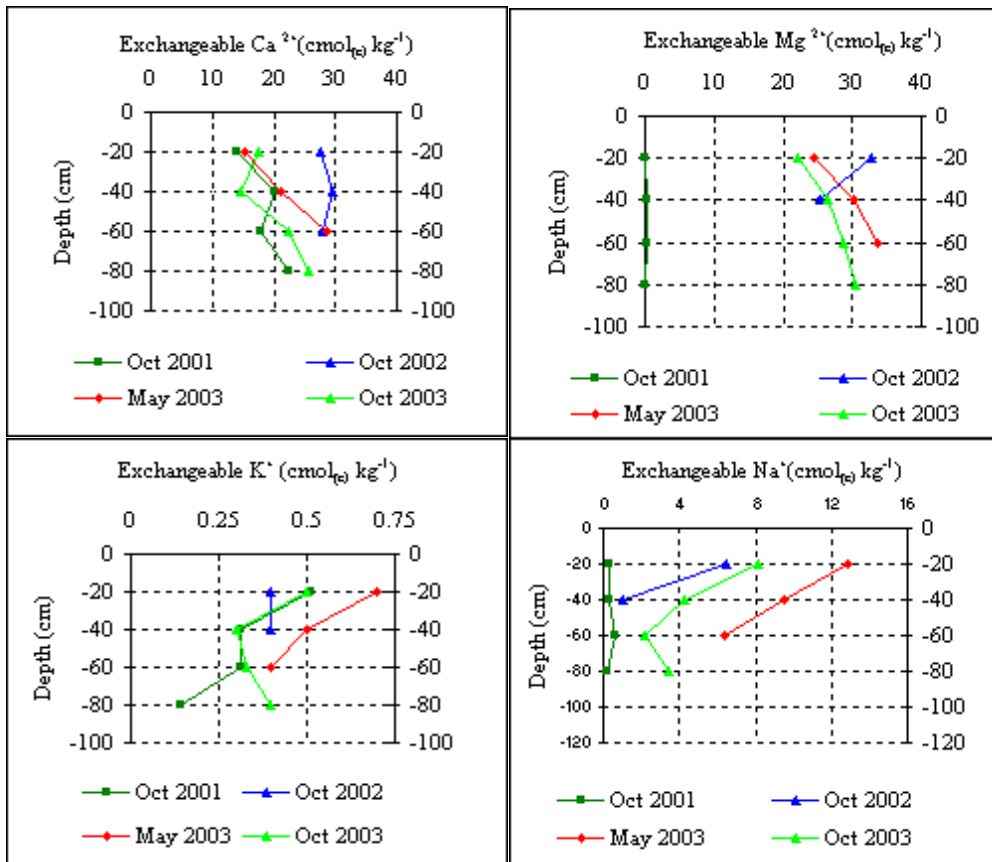 Exchangeable Ca ²⁺(cmol₍c₎ kg⁻¹)
0 10 20 30 40
0 0
-20 -20
-40 -40
-60 -60
-80 -80
-100 -100
Depth (cm)
Oct 2001 Oct 2002
May 2003 Oct 2003
Exchangeable Mg ²⁺(cmol₍c₎ kg⁻¹)
0 10 20 30 40
0 0
-20 -20
-40 -40
-60 -60
-80 -80
-100 -100
Depth (cm)
Oct 2001 Oct 2002
May 2003 Oct 2003
Exchangeable K⁺ (cmol₍c₎ kg⁻¹)
0 0.25 0.5 0.75
0 0
-20 -20
-40 -40
-60 -60
-80 -80
-100 -100
Depth (cm)
Oct 2001 Oct 2002
May 2003 Oct 2003
Exchangeable Na⁺(cmol₍c₎ kg⁻¹)
0 4 8 12 16
0 0
-20 -20
-40 -40
-60 -60
-80 -80
-100 -100
-120 -120
Depth (cm)
Oct 2001 Oct 2002
May 2003 Oct 2003